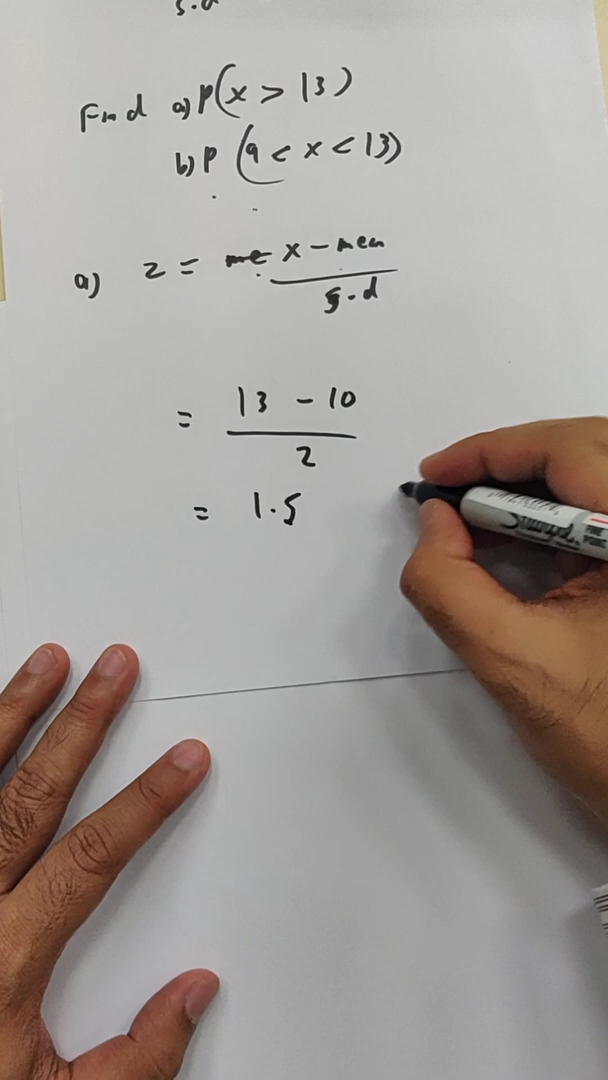 s.d
Find a) P(x > 13)
b) P (9 < x < 13)
a) z = x - mean
s.d
= 13 - 10
2
= 1.5